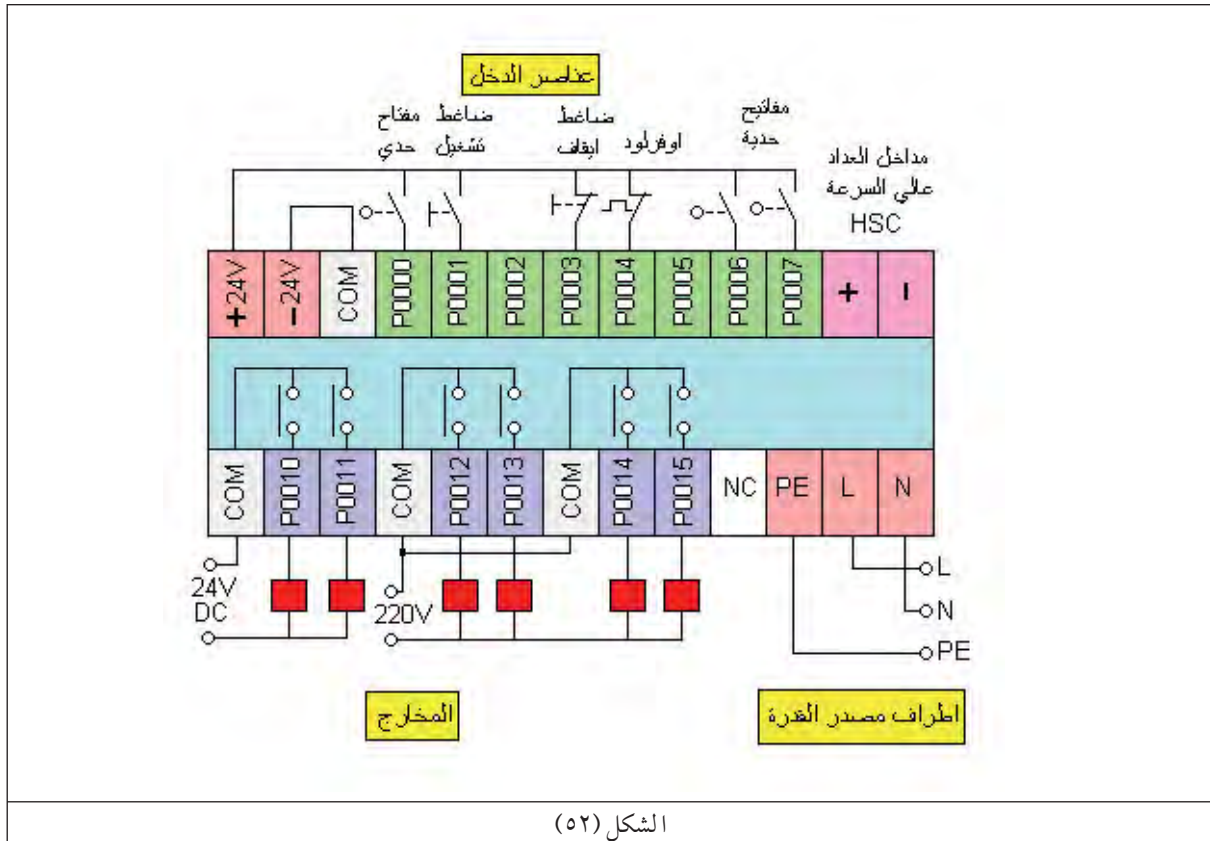 عناصر الدخل
مفتاح حدي
ضاغط تشغيل
ضاغط ايقاف
اوفرلود
مفاتيح حدية
مداخل العداد عالي السرعة HSC
+24V
−24V
COM
P0000
P0001
P0002
P0003
P0004
P0005
P0006
P0007
+
-
COM
P0010
P0011
COM
P0012
P0013
COM
P0014
P0015
NC
PE
L
N
24V
DC
220V
L
N
PE
المخارج
اطراف مصدر القدرة
الشكل (٥٢)